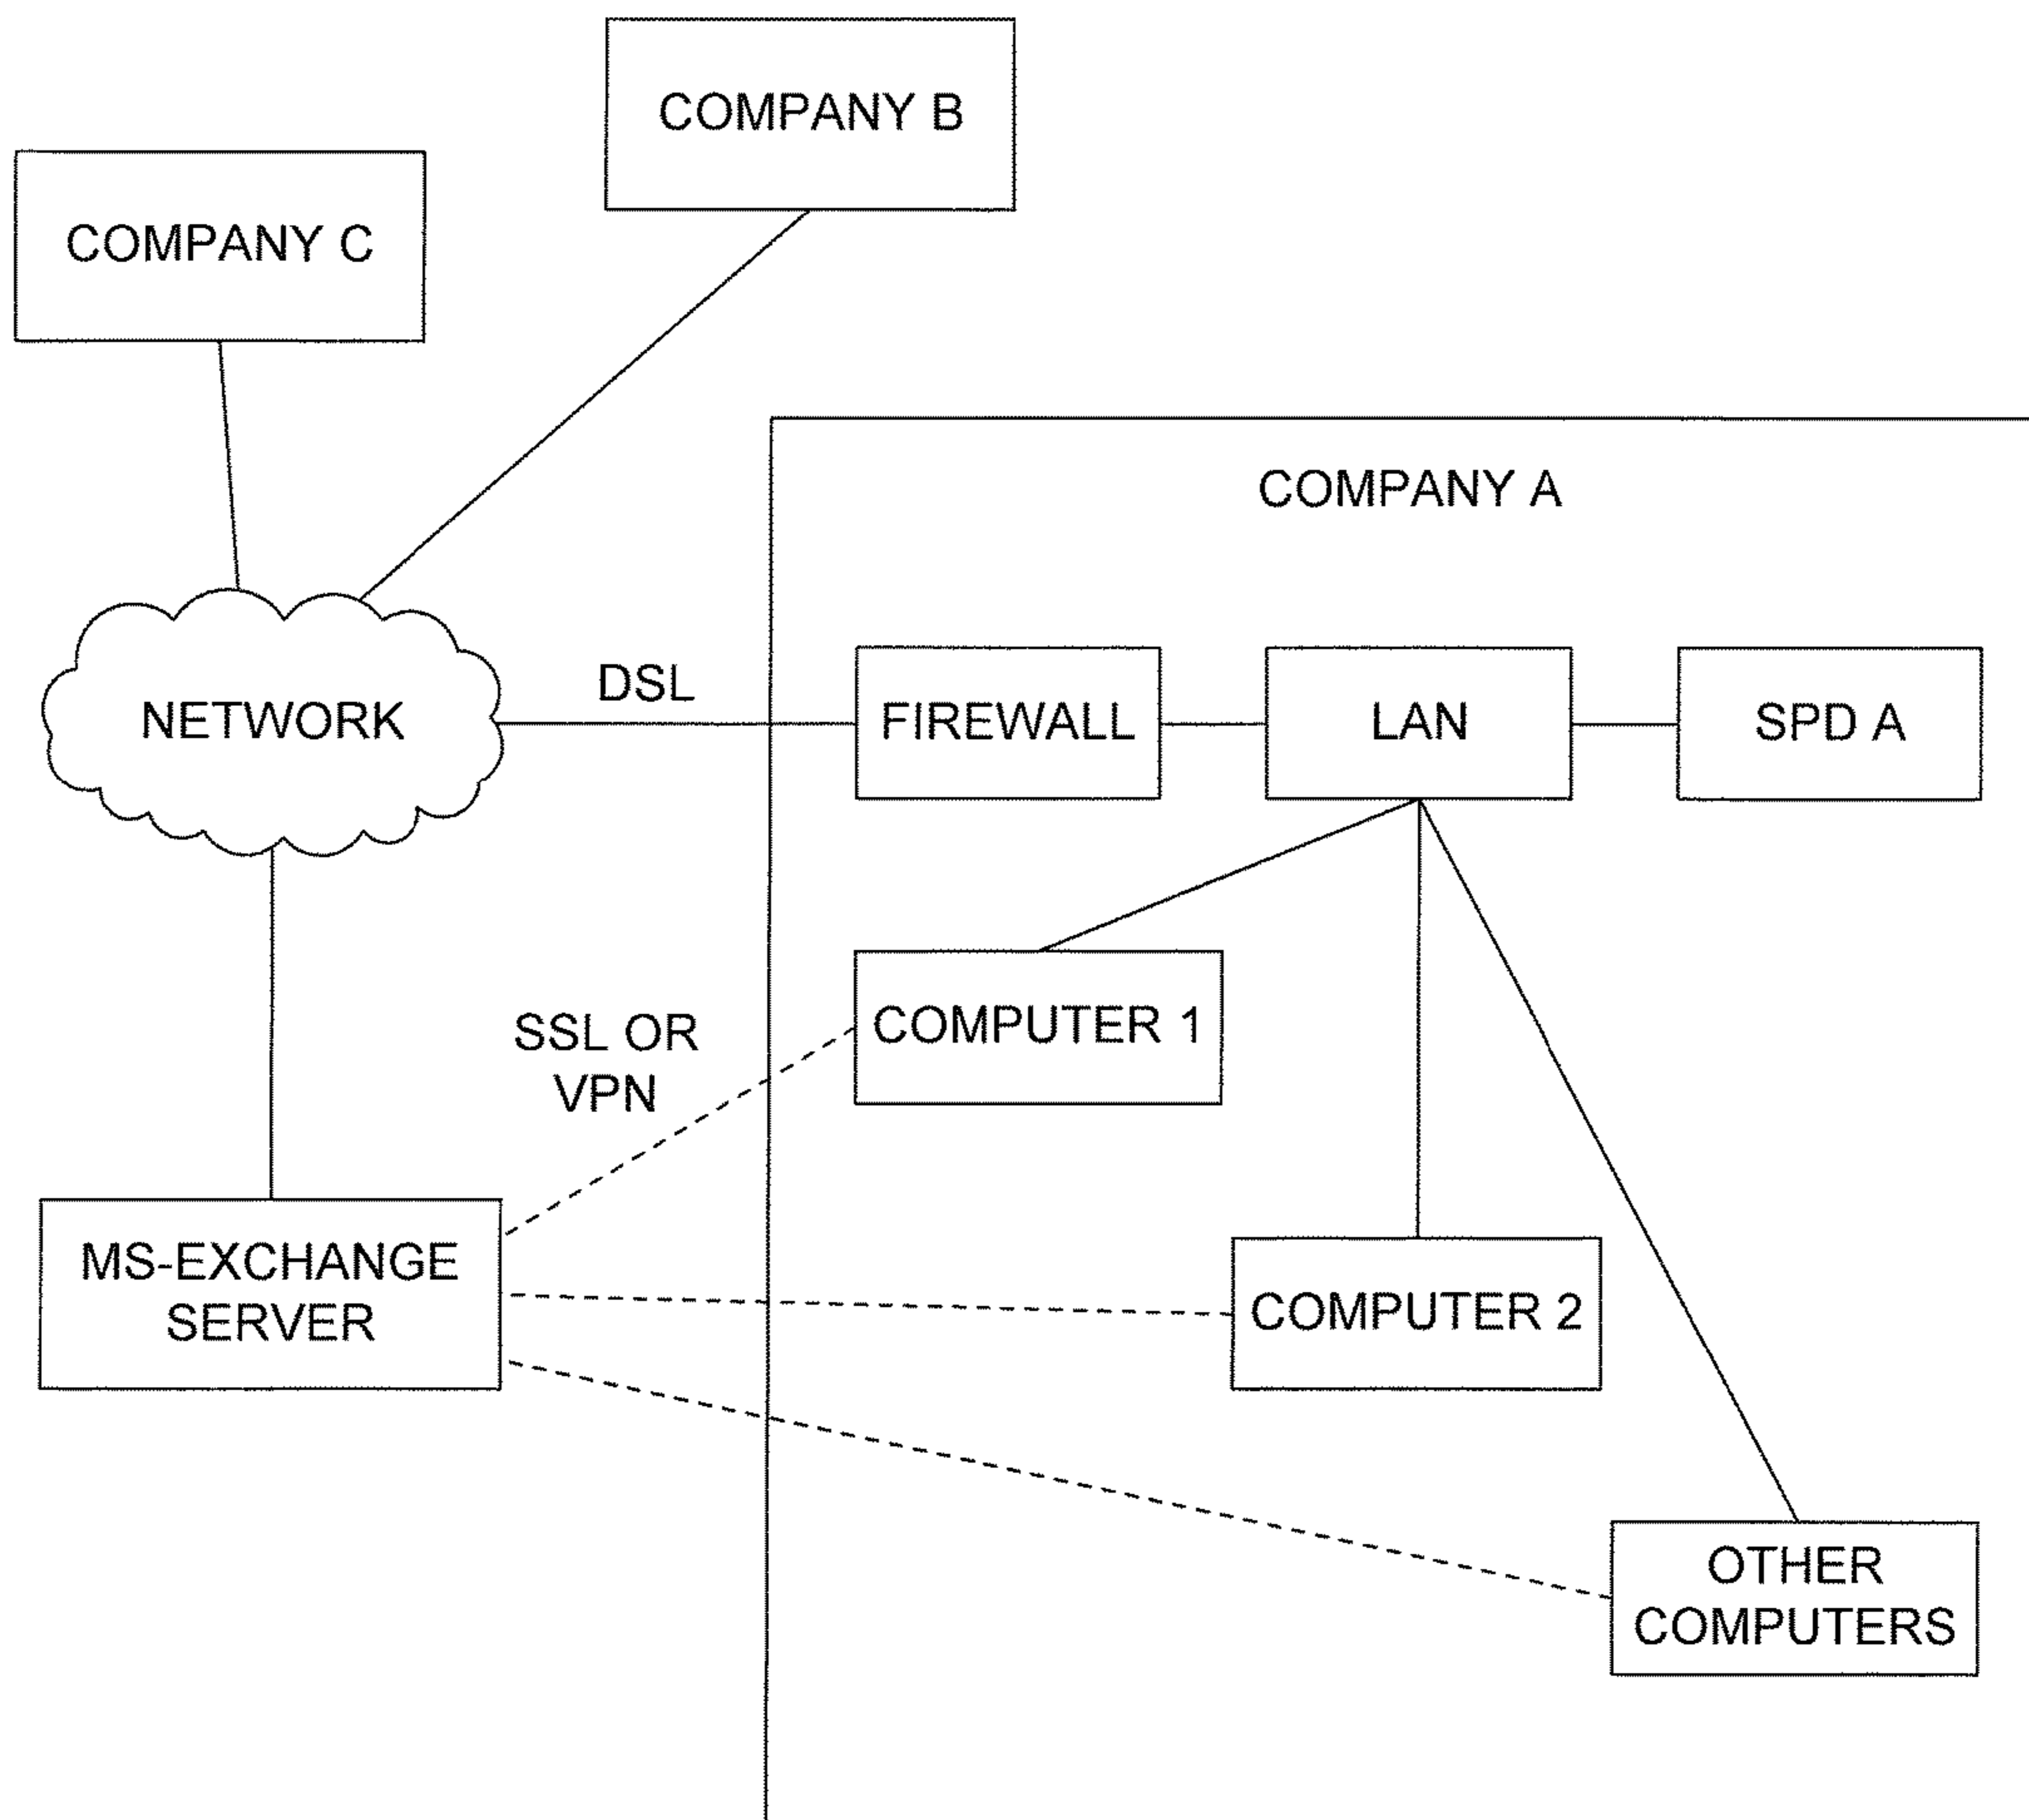 COMPANY B
COMPANY C
COMPANY A
NETWORK
DSL
FIREWALL
LAN
SPD A
SSL OR
VPN
COMPUTER 1
MS-EXCHANGE
SERVER
COMPUTER 2
OTHER
COMPUTERS